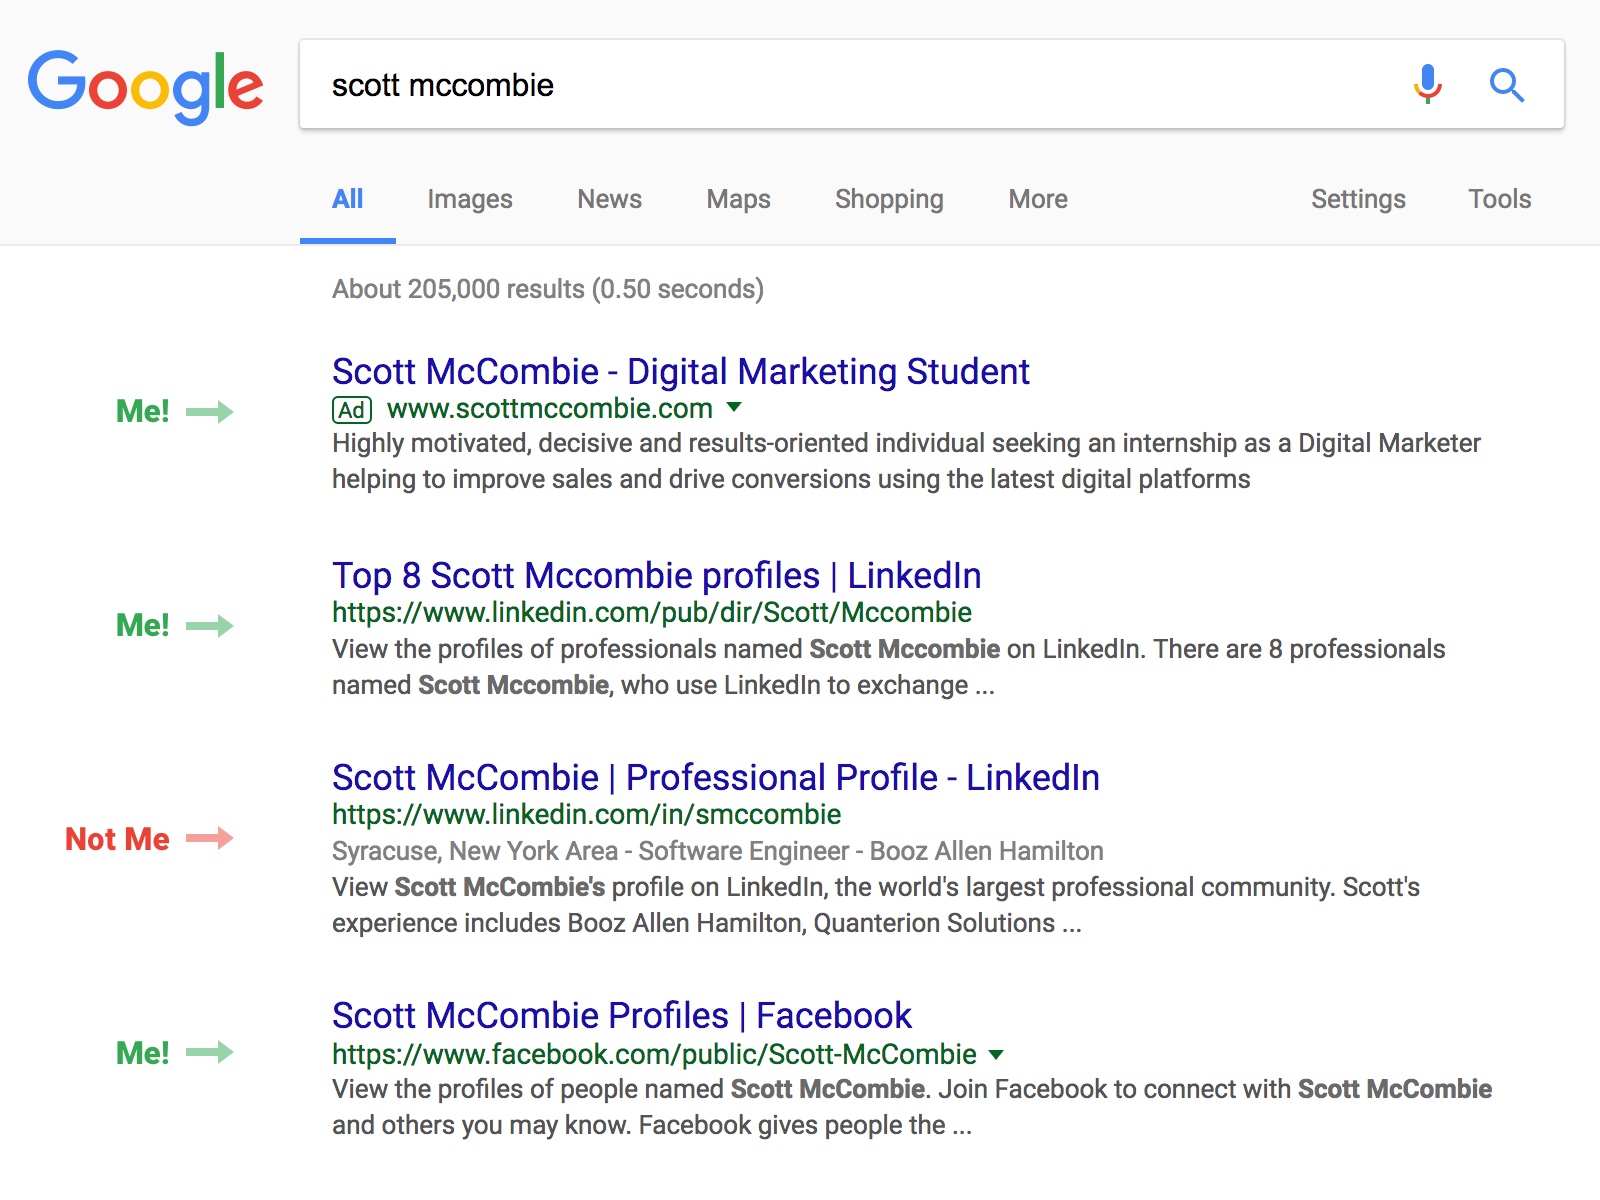 Google
scott mccombie
All Images News Maps Shopping More Settings Tools
About 205,000 results (0.50 seconds)
Scott McCombie - Digital Marketing Student
Me!
Ad www.scottmccombie.com
Highly motivated, decisive and results-oriented individual seeking an internship as a Digital Marketer
helping to improve sales and drive conversions using the latest digital platforms
Top 8 Scott Mccombie profiles | LinkedIn
Me!
https://www.linkedin.com/pub/dir/Scott/Mccombie
View the profiles of professionals named Scott Mccombie on LinkedIn. There are 8 professionals
named Scott Mccombie, who use LinkedIn to exchange ...
Scott McCombie | Professional Profile - LinkedIn
https://www.linkedin.com/in/smccombie
Not Me
Syracuse, New York Area - Software Engineer - Booz Allen Hamilton
View Scott McCombie's profile on LinkedIn, the world's largest professional community. Scott's
experience includes Booz Allen Hamilton, Quanterion Solutions ...
Scott McCombie Profiles | Facebook
Me!
https://www.facebook.com/public/Scott-McCombie
View the profiles of people named Scott McCombie. Join Facebook to connect with Scott McCombie
and others you may know. Facebook gives people the ...